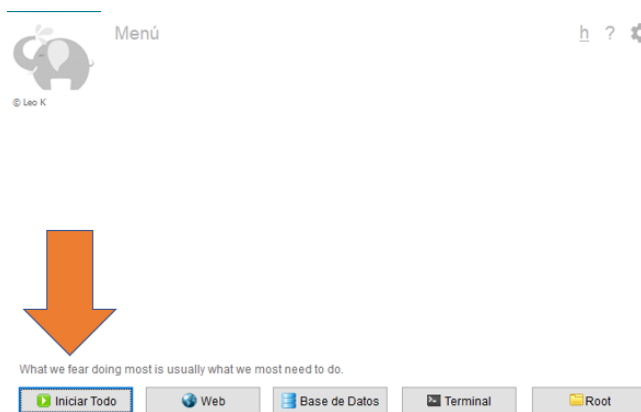 Menú
h ?
© Leo K
What we fear doing most is usually what we most need to do.
Iniciar Todo Web Base de Datos Terminal Root